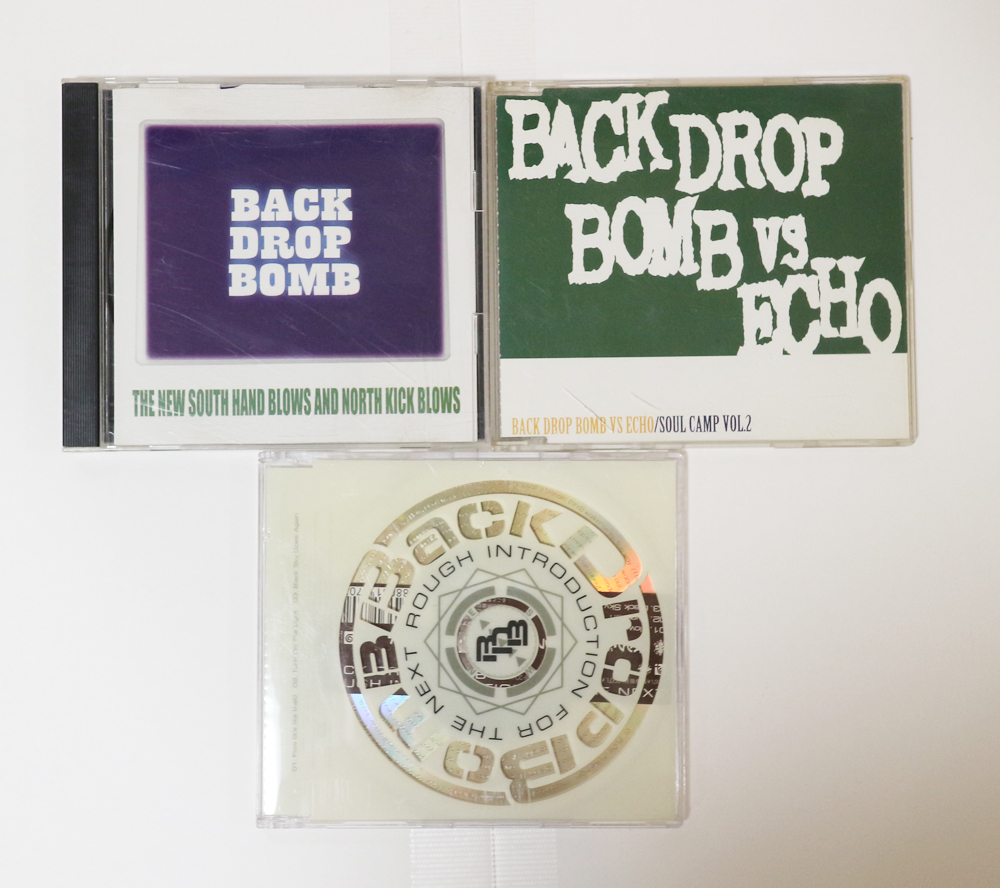 BACK
DROP
BOMB
THE NEW SOUTH HAND BLOWS AND NORTH KICK BLOWS
BACK DROP
BOMB VS
ECHO
BACK DROP BOMB VS ECHO/SOUL CAMP VOL.2
BacKDropBomB
ROUGH INTRODUCTION FOR THE NEXT